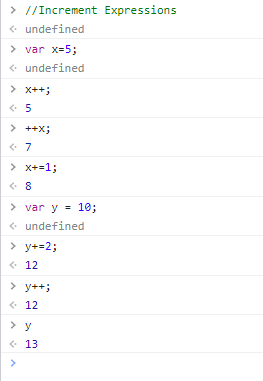 //Increment Expressions
undefined
var x=5;
undefined
x++;
5
++x;
7
x+=1;
8
var y = 10;
undefined
y+=2;
12
y++;
12
y
13